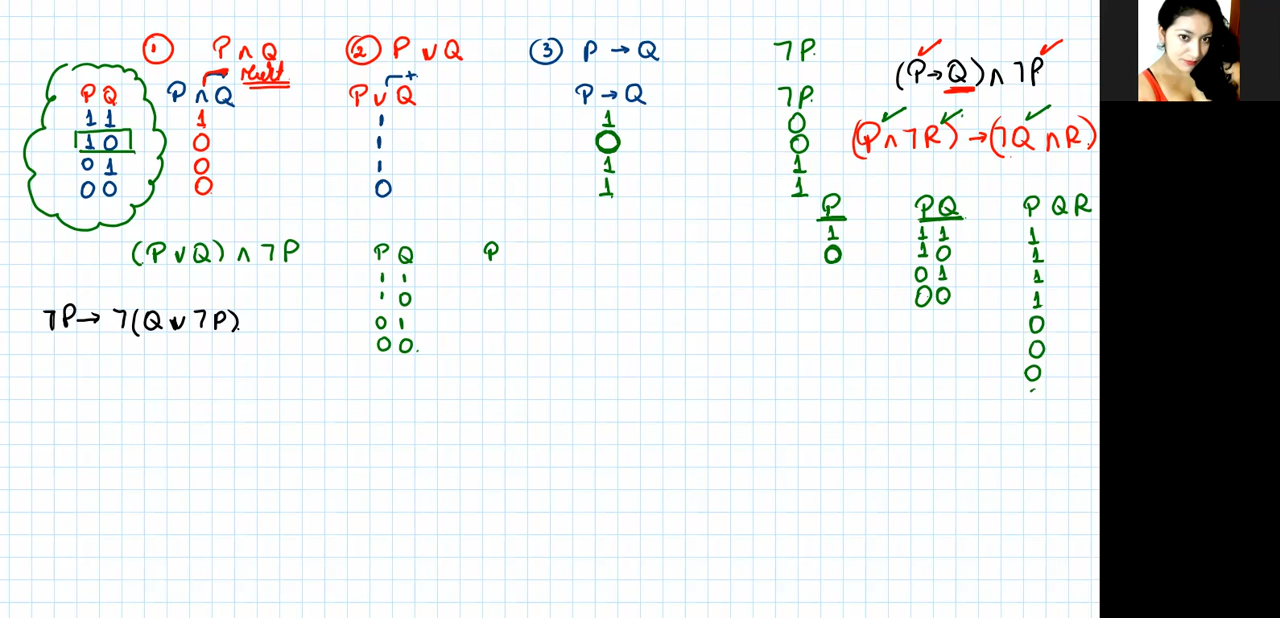 ① P ∧ Q ② P ∨ Q ③ P → Q ¬P
result
(P → Q) ∧ ¬P
P Q P ∧ Q P ∨ Q P → Q ¬P
1 1 1 1 1 0
1 0 0 1 0 0
(P ∧ ¬R) → (¬Q ∧ R)
0 1 0 1 1 1
0 0 0 0 1 1
P P Q P Q R
1 1 1 1
0 1 0 1
0 1 1
0 0 1
0
0
0
(P ∨ Q) ∧ ¬P P Q P
1 1
1 0
¬P → ¬(Q ∨ ¬P).
0 1
0 0.